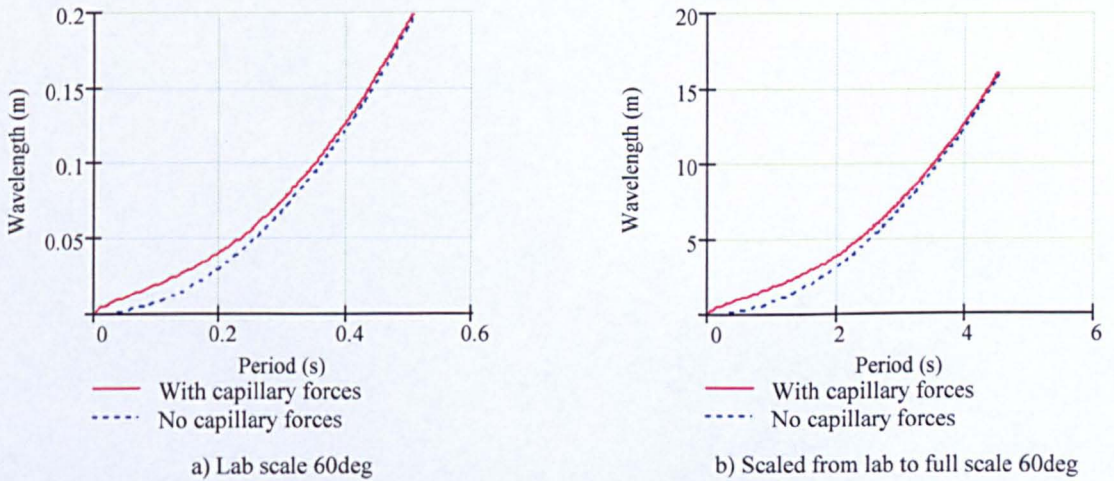 0.2
0.15
0.1
0.05
Wavelength (m)
0 0.2 0.4 0.6
Period (s)
With capillary forces
No capillary forces
a) Lab scale 60deg
20
15
10
5
Wavelength (m)
0 2 4 6
Period (s)
With capillary forces
No capillary forces
b) Scaled from lab to full scale 60deg